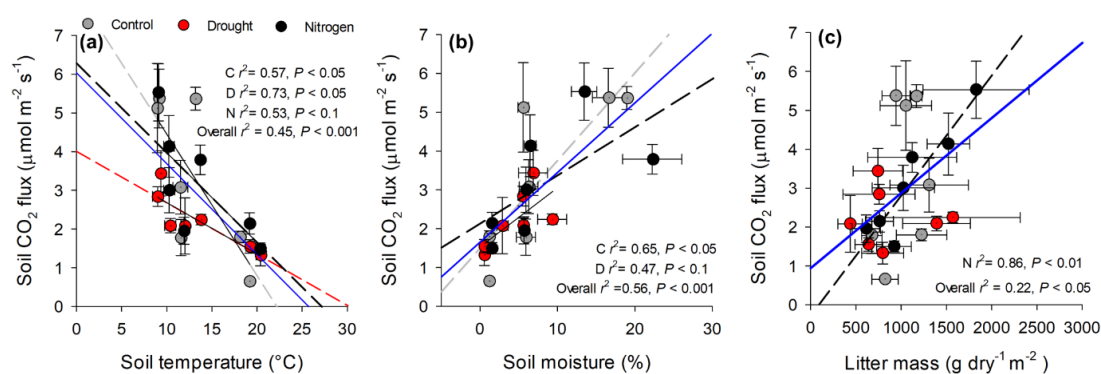 Control Drought Nitrogen
(a)
C r²= 0.57, P < 0.05
D r²= 0.73, P < 0.05
N r²= 0.53, P < 0.1
Overall r² = 0.45, P < 0.001
Soil CO₂ flux (μmol m⁻² s⁻¹)
7
6
5
4
3
2
1
0
0 5 10 15 20 25 30
Soil temperature (°C)
(b)
C r²= 0.65, P < 0.05
D r²= 0.47, P < 0.1
Overall r² =0.56, P < 0.001
Soil CO₂ flux (μmol m⁻² s⁻¹)
7
6
5
4
3
2
1
0
0 10 20 30
Soil moisture (%)
(c)
N r²= 0.86, P < 0.01
Overall r² = 0.22, P < 0.05
Soil CO₂ flux (μmol m⁻² s⁻¹)
7
6
5
4
3
2
1
0
0 500 1000 1500 2000 2500 3000
Litter mass (g dry⁻¹ m⁻²)